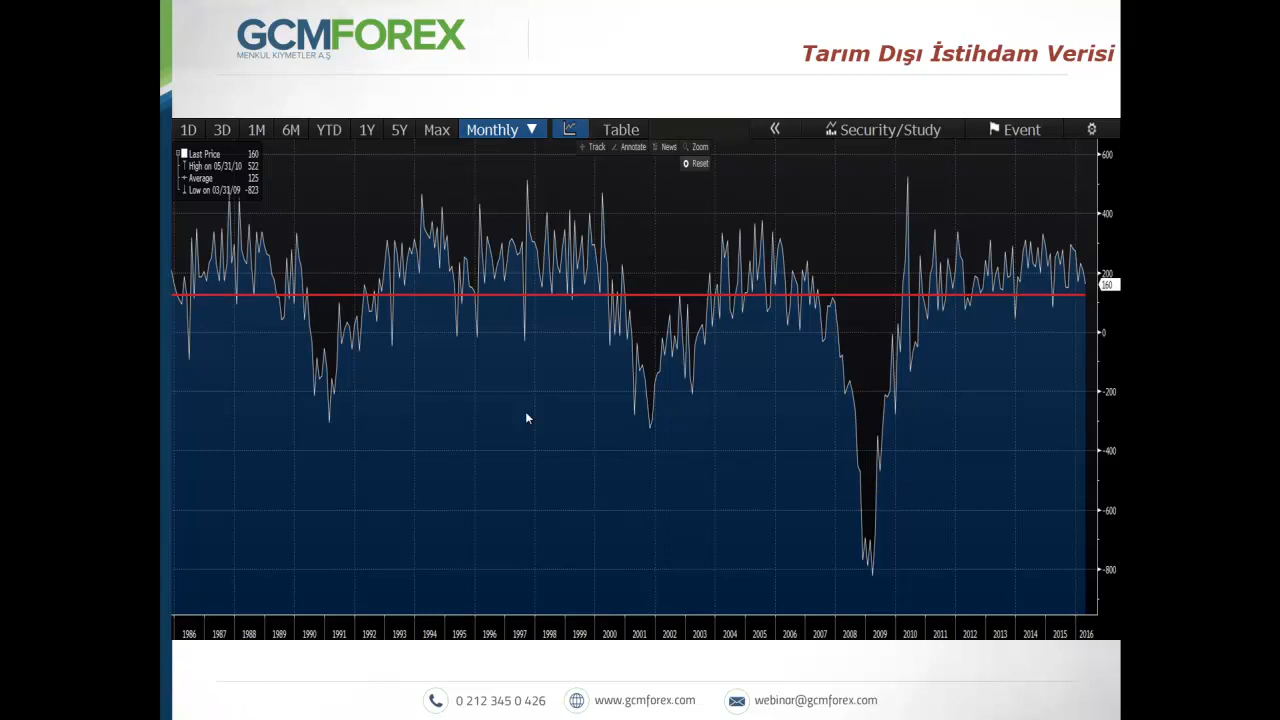 GCMFOREX
MENKUL KIYMETLER A.Ş
Tarım Dışı İstihdam Verisi
1D 3D 1M 6M YTD 1Y 5Y Max Monthly ▼ Table « Security/Study Event
Track Annotate News Zoom
Reset
Last Price 160
High on 05/31/10 522
Average 125
Low on 03/31/09 -823
600
400
200
160
0
-200
-400
-600
-800
1986 1987 1988 1989 1990 1991 1992 1993 1994 1995 1996 1997 1998 1999 2000 2001 2002 2003 2004 2005 2006 2007 2008 2009 2010 2011 2012 2013 2014 2015 2016
0 212 345 0 426 www.gcmforex.com webinar@gcmforex.com